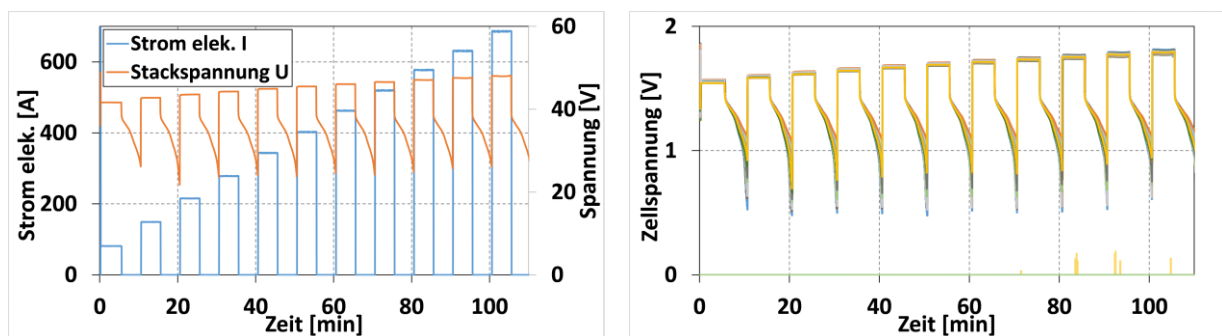 Strom elek. [A]
600
400
200
0
Strom elek. I
Stackspannung U
60
40
20
0
Spannung [V]
0 20 40 60 80 100
Zeit [min]
Zellspannung [V]
2
1
0
0 20 40 60 80 100
Zeit [min]